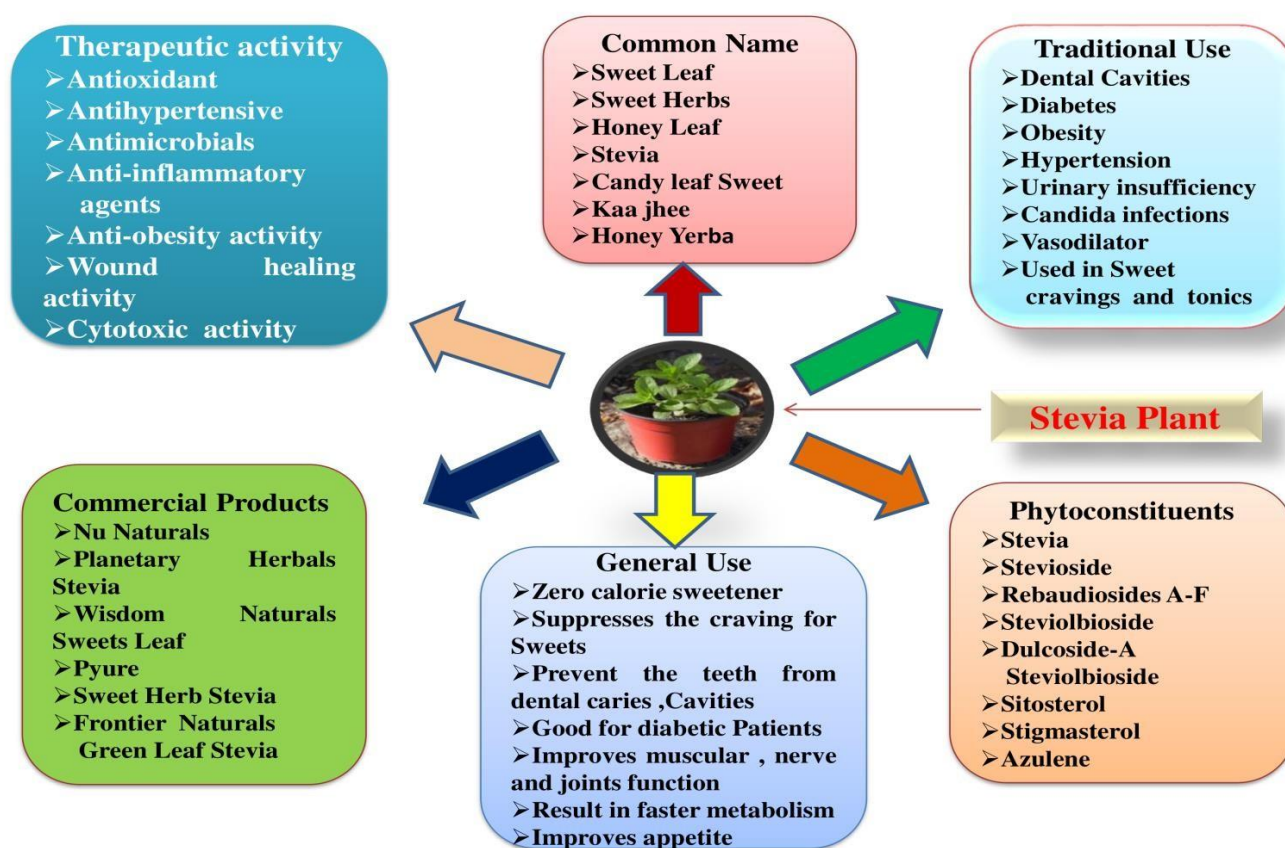 Therapeutic activity
➢Antioxidant
➢Antihypertensive
➢Antimicrobials
➢Anti-inflammatory
agents
➢Anti-obesity activity
➢Wound healing
activity
➢Cytotoxic activity
Common Name
➢Sweet Leaf
➢Sweet Herbs
➢Honey Leaf
➢Stevia
➢Candy leaf Sweet
➢Kaa jhee
➢Honey Yerba
Traditional Use
➢Dental Cavities
➢Diabetes
➢Obesity
➢Hypertension
➢Urinary insufficiency
➢Candida infections
➢Vasodilator
➢Used in Sweet
cravings and tonics
Stevia Plant
Commercial Products
➢Nu Naturals
➢Planetary Herbals
Stevia
➢Wisdom Naturals
Sweets Leaf
➢Pyure
➢Sweet Herb Stevia
➢Frontier Naturals
Green Leaf Stevia
General Use
➢Zero calorie sweetener
➢Suppresses the craving for
Sweets
➢Prevent the teeth from
dental caries ,Cavities
➢Good for diabetic Patients
➢Improves muscular , nerve
and joints function
➢Result in faster metabolism
➢Improves appetite
Phytoconstituents
➢Stevia
➢Stevioside
➢Rebaudiosides A-F
➢Steviolbioside
➢Dulcoside-A
Steviolbioside
➢Sitosterol
➢Stigmasterol
➢Azulene